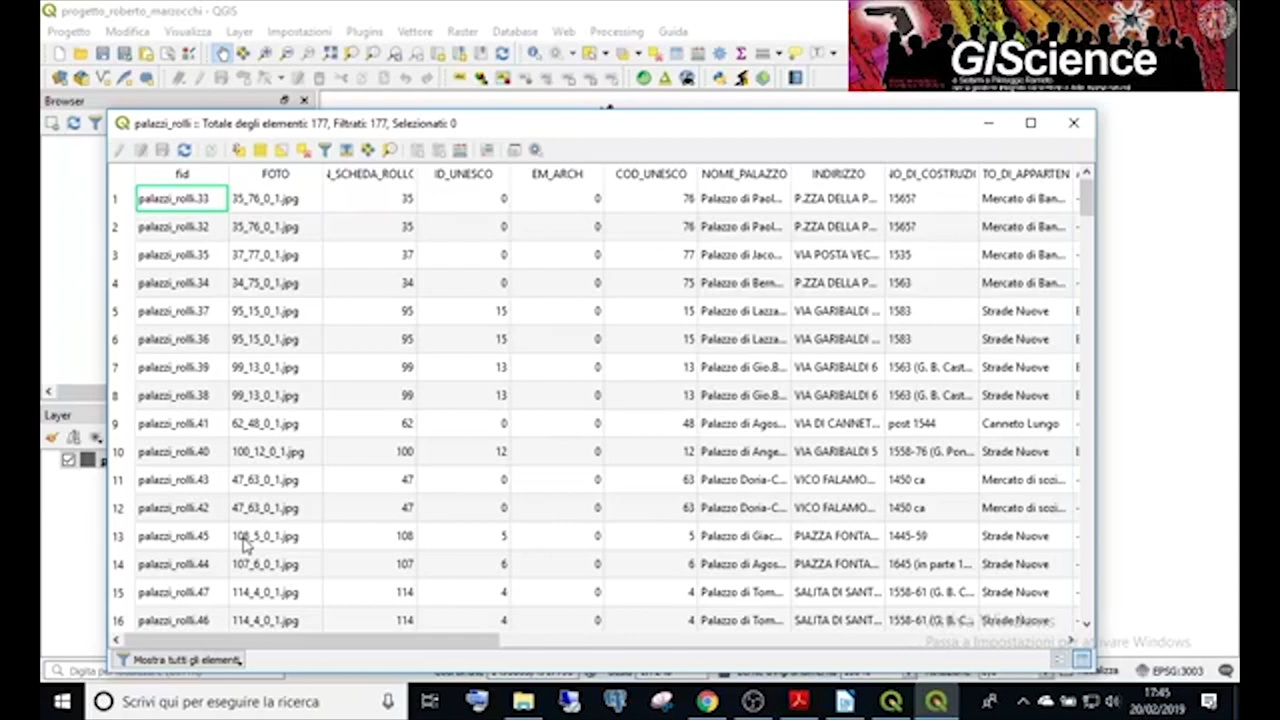 progetto_roberto_marzocchi - QGIS
Progetto Modifica Visualizza Layer Impostazioni Plugins Vettore Raster Database Web Processing Guida
GIScience
Browser
palazzi_rolli :: Totale degli elementi: 177, Filtrati: 177, Selezionati: 0
fid FOTO N_SCHEDA_ROLLO ID_UNESCO EM_ARCH COD_UNESCO NOME_PALAZZO INDIRIZZO NO_DI_COSTRUZI TO_DI_APPARTEN
1 palazzi_rolli.33 35_76_0_1.jpg 35 0 0 76 Palazzo di Paol... P.ZZA DELLA P... 1565? Mercato di Ban...
2 palazzi_rolli.32 35_76_0_1.jpg 35 0 0 76 Palazzo di Paol... P.ZZA DELLA P... 1565? Mercato di Ban...
3 palazzi_rolli.35 37_77_0_1.jpg 37 0 0 77 Palazzo di Jaco... VIA POSTA VEC... 1535 Mercato di Ban...
4 palazzi_rolli.34 34_75_0_1.jpg 34 0 0 75 Palazzo di Bern... P.ZZA DELLA P... 1563 Mercato di Ban...
5 palazzi_rolli.37 95_15_0_1.jpg 95 15 0 15 Palazzo di Lazza... VIA GARIBALDI ... 1583 Strade Nuove
6 palazzi_rolli.36 95_15_0_1.jpg 95 15 0 15 Palazzo di Lazza... VIA GARIBALDI ... 1583 Strade Nuove
7 palazzi_rolli.39 99_13_0_1.jpg 99 13 0 13 Palazzo di Gio.B... VIA GARIBALDI 6 1563 (G. B. Cast... Strade Nuove
8 palazzi_rolli.38 99_13_0_1.jpg 99 13 0 13 Palazzo di Gio.B... VIA GARIBALDI 6 1563 (G. B. Cast... Strade Nuove
9 palazzi_rolli.41 62_48_0_1.jpg 62 0 0 48 Palazzo di Agos... VIA DI CANNET... post 1544 Canneto Lungo
10 palazzi_rolli.40 100_12_0_1.jpg 100 12 0 12 Palazzo di Ange... VIA GARIBALDI 5 1558-76 (G. Pon... Strade Nuove
11 palazzi_rolli.43 47_63_0_1.jpg 47 0 0 63 Palazzo Doria-C... VICO FALAMO... 1450 ca Mercato di sozi...
12 palazzi_rolli.42 47_63_0_1.jpg 47 0 0 63 Palazzo Doria-C... VICO FALAMO... 1450 ca Mercato di sozi...
13 palazzi_rolli.45 108_5_0_1.jpg 108 5 0 5 Palazzo di Giac... PIAZZA FONTA... 1445-59 Strade Nuove
14 palazzi_rolli.44 107_6_0_1.jpg 107 6 0 6 Palazzo di Agos... PIAZZA FONTA... 1645 (in parte 1... Strade Nuove
15 palazzi_rolli.47 114_4_0_1.jpg 114 4 0 4 Palazzo di Tom... SALITA DI SANT... 1558-61 (G. B. C... Strade Nuove
16 palazzi_rolli.46 114_4_0_1.jpg 114 4 0 4 Palazzo di Tom... SALITA DI SANT... 1558-61 (G. B. C... Strade Nuove
Layer
Passa a Impostazioni per attivare Windows.
Mostra tutti gli elementi
EPSG:3003
Scrivi qui per eseguire la ricerca
17:45
20/02/2019